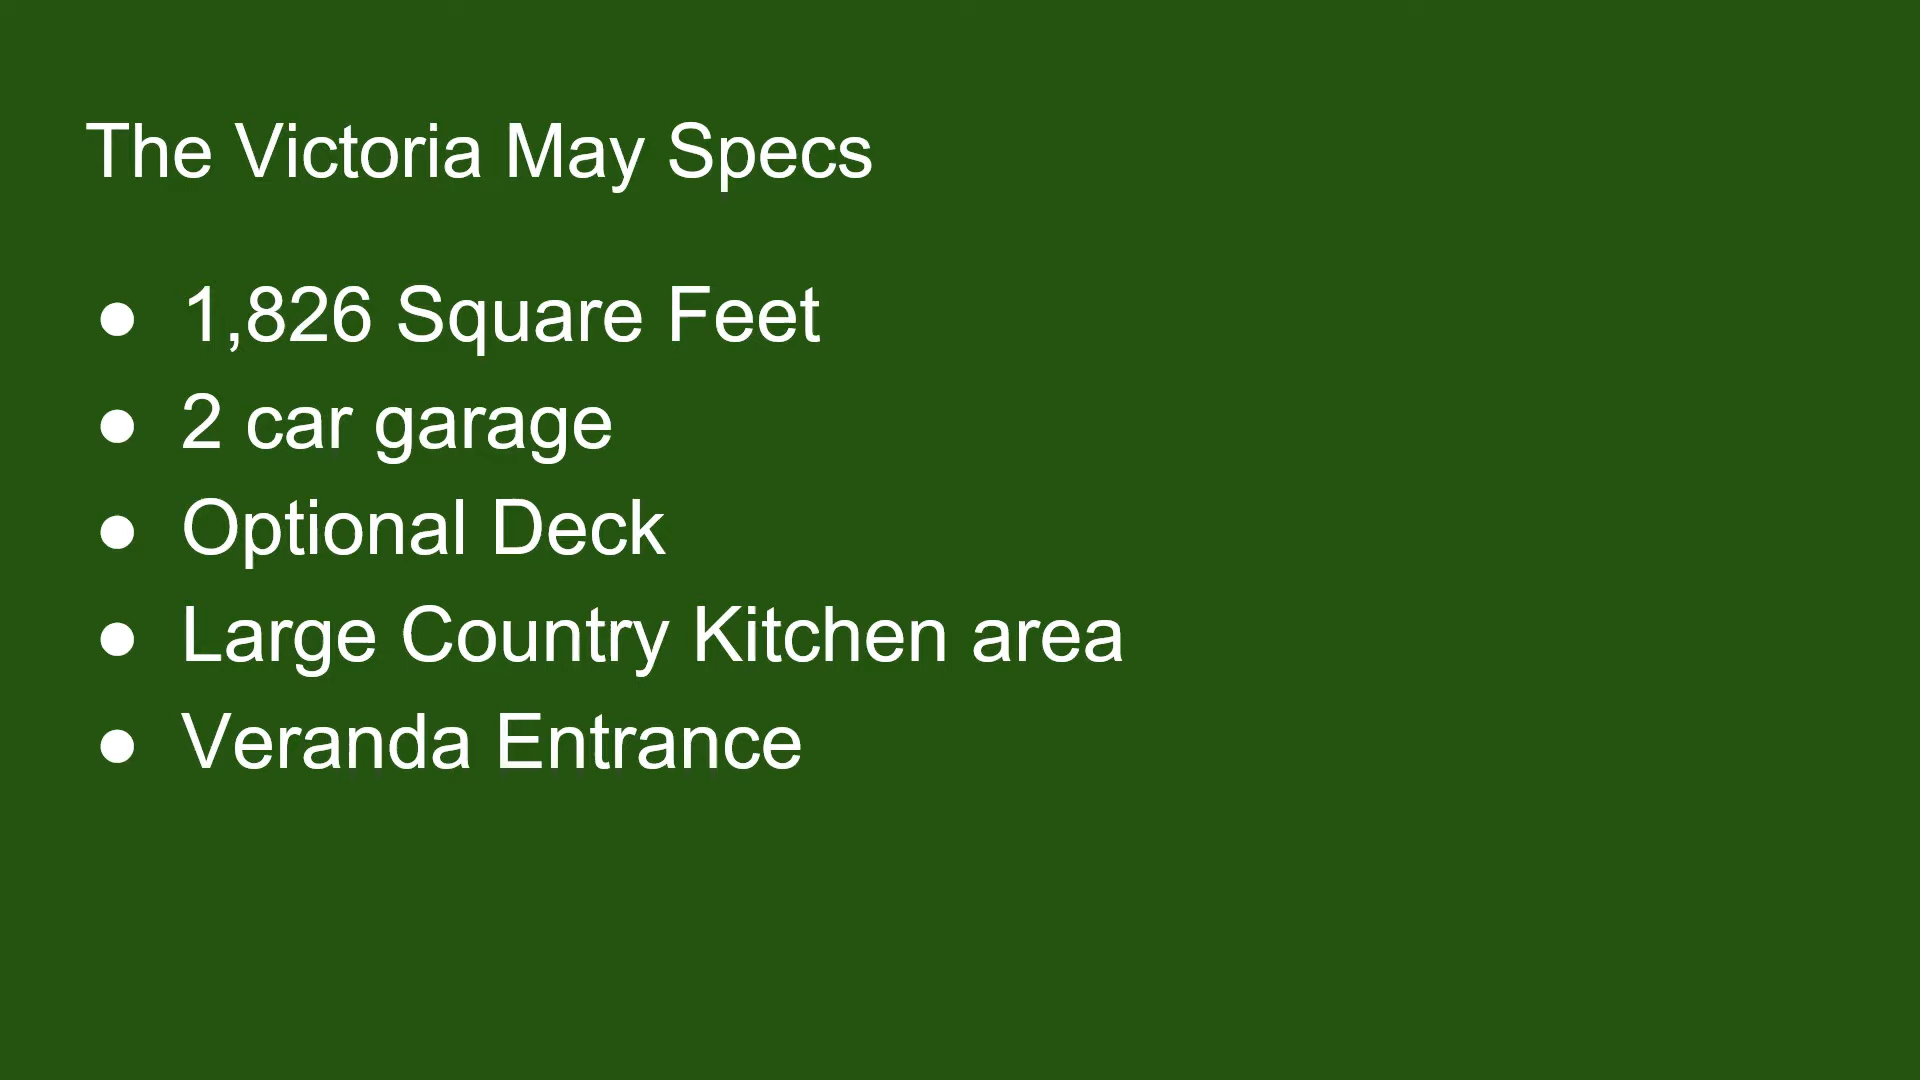 The Victoria May Specs
● 1,826 Square Feet
● 2 car garage
● Optional Deck
● Large Country Kitchen area
● Veranda Entrance